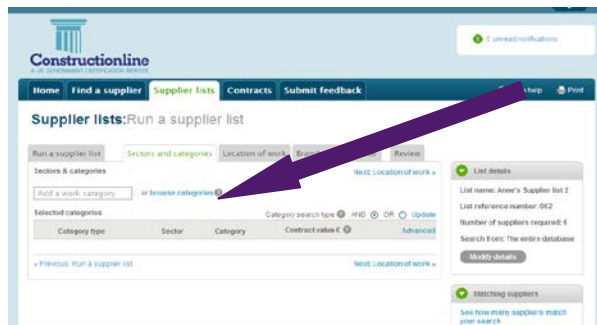 Constructionline
A UK GOVERNMENT CERTIFICATION SERVICE
unread notifications
Home Find a supplier Supplier lists Contracts Submit feedback help Print
Supplier lists:Run a supplier list
Run a supplier list Sectors and categories Location of work Review
Sectors & categories Next: Location of work »
Add a work category or browse categories
Selected categories Category search type AND OR Update
Category type Sector Category Contract value £ Advanced
« Previous: Run a supplier list Next: Location of work »
List details
List name: Anne's Supplier list 2
List reference number: 062
Number of suppliers required: 6
Search from: The entire database
Modify details
Matching suppliers
See how many suppliers match
your search